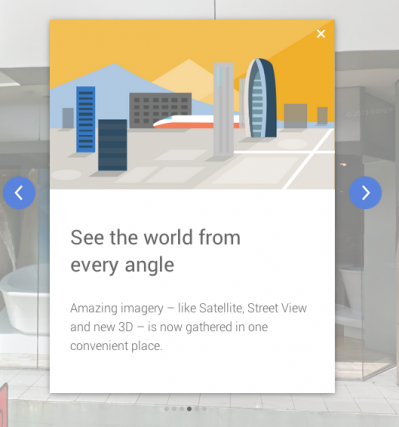 See the world from
every angle
Amazing imagery – like Satellite, Street View
and new 3D – is now gathered in one
convenient place.